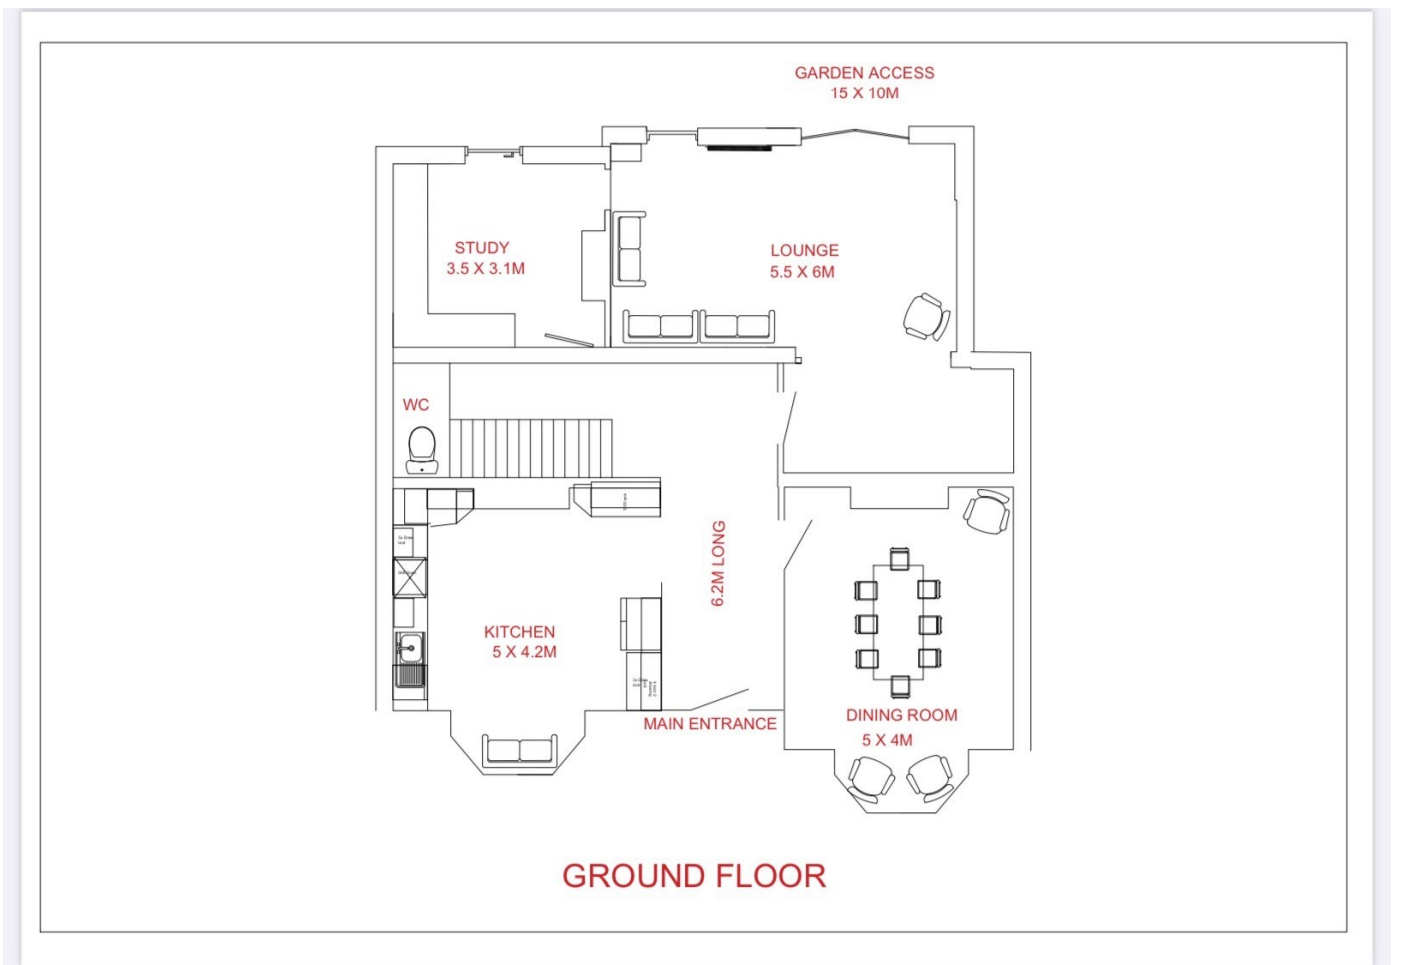 GARDEN ACCESS
15 X 10M
STUDY
3.5 X 3.1M
LOUNGE
5.5 X 6M
WC
6.2M LONG
KITCHEN
5 X 4.2M
MAIN ENTRANCE
DINING ROOM
5 X 4M
GROUND FLOOR